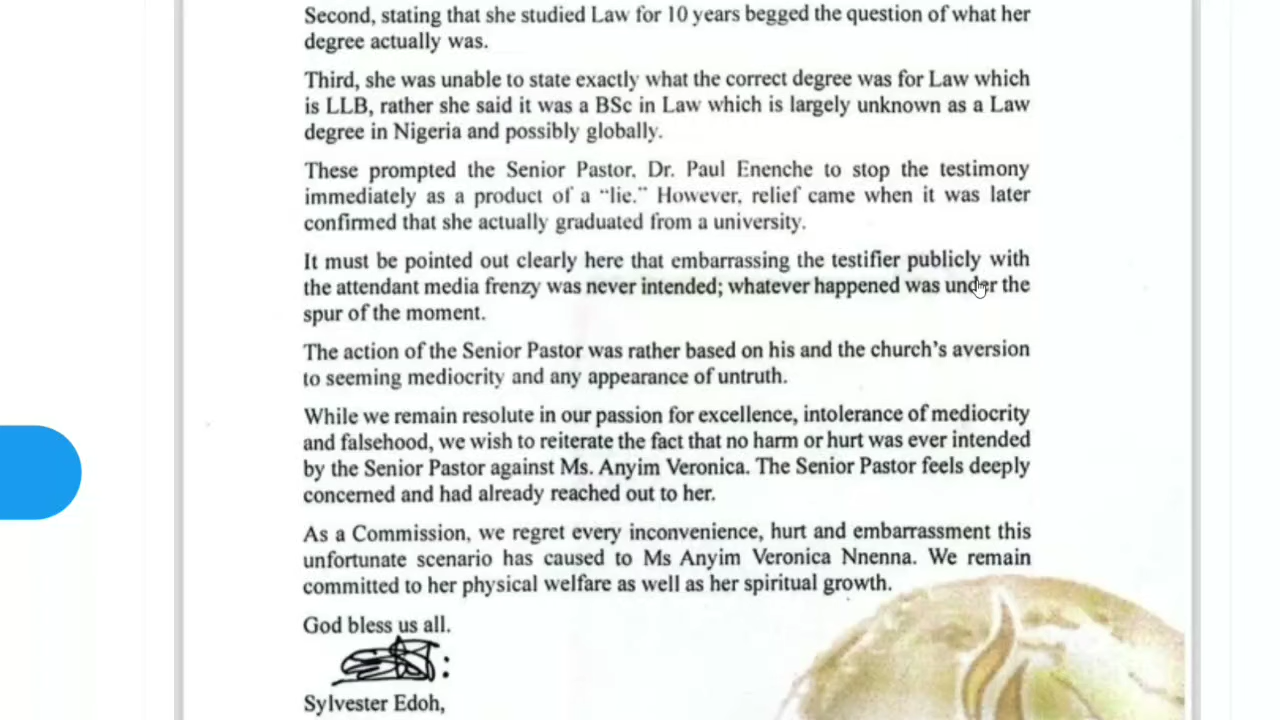 Second, stating that she studied Law for 10 years begged the question of what her
degree actually was.
Third, she was unable to state exactly what the correct degree was for Law which
is LLB, rather she said it was a BSc in Law which is largely unknown as a Law
degree in Nigeria and possibly globally.
These prompted the Senior Pastor. Dr. Paul Enenche to stop the testimony
immediately as a product of a “lie.” However, relief came when it was later
confirmed that she actually graduated from a university.
It must be pointed out clearly here that embarrassing the testifier publicly with
the attendant media frenzy was never intended; whatever happened was under the
spur of the moment.
The action of the Senior Pastor was rather based on his and the church’s aversion
to seeming mediocrity and any appearance of untruth.
While we remain resolute in our passion for excellence, intolerance of mediocrity
and falsehood, we wish to reiterate the fact that no harm or hurt was ever intended
by the Senior Pastor against Ms. Anyim Veronica. The Senior Pastor feels deeply
concerned and had already reached out to her.
As a Commission, we regret every inconvenience, hurt and embarrassment this
unfortunate scenario has caused to Ms Anyim Veronica Nnenna. We remain
committed to her physical welfare as well as her spiritual growth.
God bless us all.
Sylvester Edoh,